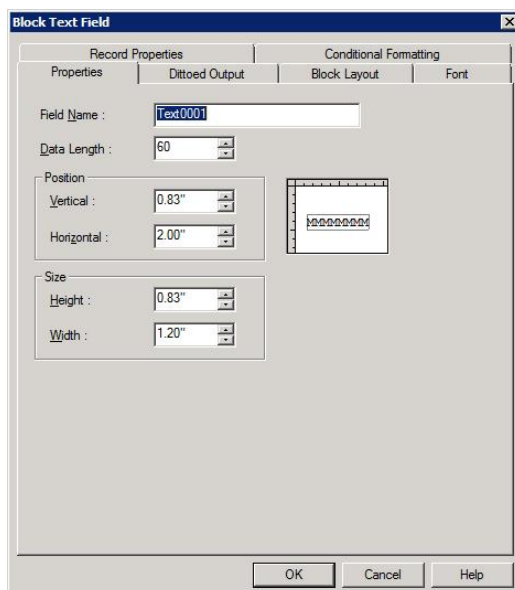 Block Text Field
Record Properties Conditional Formatting
Properties Dittoed Output Block Layout Font
Field Name : Text0001
Data Length : 60
Position
Vertical : 0.83"
Horizontal : 2.00"
MMMMMMM
Size
Height : 0.83"
Width : 1.20"
OK Cancel Help